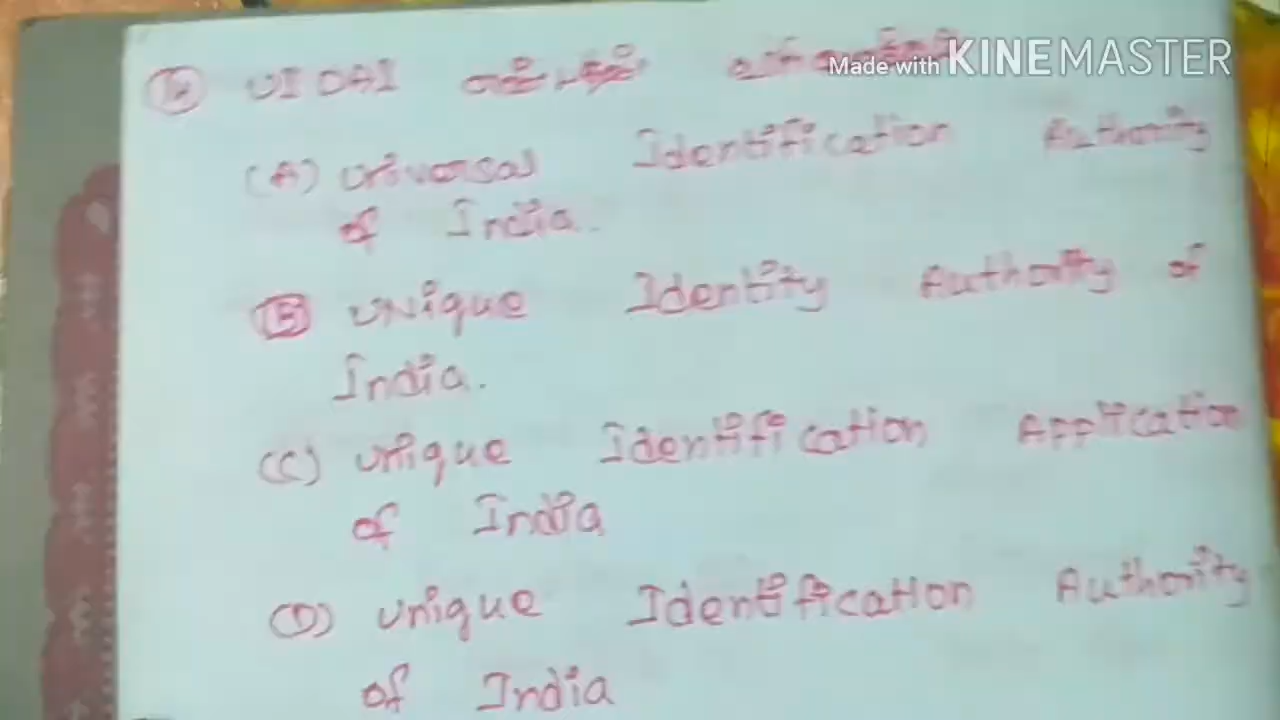 UIDAI
Made with KINEMASTER
(A) Universal Identification Authority
of India.
(B) Unique Identity Authority of
India.
(C) Unique Identification Application
of India
(D) Unique Identification Authority
of India